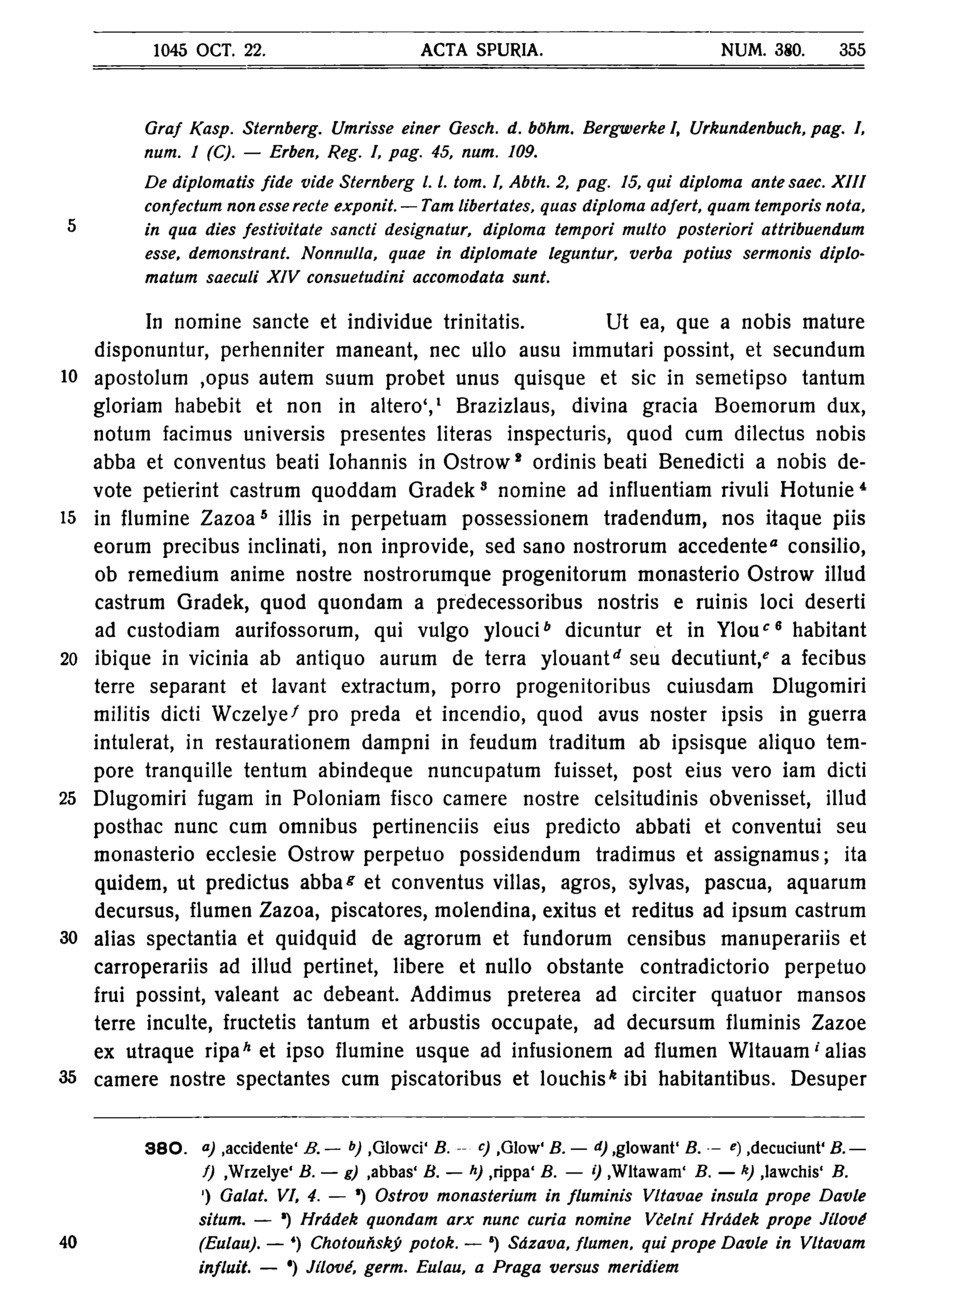 1045 OCT. 22. ACTA SPURIA. NUM. 380. 355
Graf Kasp. Sternberg. Umrisse einer Gesch. d. böhm. Bergwerke I, Urkundenbuch, pag. I,
num. 1 (C). — Erben, Reg. I, pag. 45, num. 109.
De diplomatis fide vide Sternberg l. l. tom. I, Abth. 2, pag. 15, qui diploma ante saec. XIII
confectum non esse recte exponit. — Tam libertates, quas diploma adfert, quam temporis nota,
5 in qua dies festivitate sancti designatur, diploma tempori multo posteriori attribuendum
esse, demonstrant. Nonnulla, quae in diplomate leguntur, verba potius sermonis diplo-
matum saeculi XIV consuetudini accomodata sunt.
In nomine sancte et individue trinitatis. Ut ea, que a nobis mature
disponuntur, perhenniter maneant, nec ullo ausu immutari possint, et secundum
10 apostolum ‚opus autem suum probet unus quisque et sic in semetipso tantum
gloriam habebit et non in altero‘,¹ Brazizlaus, divina gracia Boemorum dux,
notum facimus universis presentes literas inspecturis, quod cum dilectus nobis
abba et conventus beati Iohannis in Ostrow² ordinis beati Benedicti a nobis de-
vote petierint castrum quoddam Gradek³ nomine ad influentiam rivuli Hotunie⁴
15 in flumine Zazoa⁵ illis in perpetuam possessionem tradendum, nos itaque piis
eorum precibus inclinati, non inprovide, sed sano nostrorum accedenteᵃ consilio,
ob remedium anime nostre nostrorumque progenitorum monasterio Ostrow illud
castrum Gradek, quod quondam a predecessoribus nostris e ruinis loci deserti
ad custodiam aurifossorum, qui vulgo ylouciᵇ dicuntur et in Ylouᶜ ⁶ habitant
20 ibique in vicinia ab antiquo aurum de terra ylouantᵈ seu decutiunt,ᵉ a fecibus
terre separant et lavant extractum, porro progenitoribus cuiusdam Dlugomiri
militis dicti Wczelyeᶠ pro preda et incendio, quod avus noster ipsis in guerra
intulerat, in restaurationem dampni in feudum traditum ab ipsisque aliquo tem-
pore tranquille tentum abindeque nuncupatum fuisset, post eius vero iam dicti
25 Dlugomiri fugam in Poloniam fisco camere nostre celsitudinis obvenisset, illud
posthac nunc cum omnibus pertinenciis eius predicto abbati et conventui seu
monasterio ecclesie Ostrow perpetuo possidendum tradimus et assignamus; ita
quidem, ut predictus abbaᵍ et conventus villas, agros, sylvas, pascua, aquarum
decursus, flumen Zazoa, piscatores, molendina, exitus et reditus ad ipsum castrum
30 alias spectantia et quidquid de agrorum et fundorum censibus manuperariis et
carroperariis ad illud pertinet, libere et nullo obstante contradictorio perpetuo
frui possint, valeant ac debeant. Addimus preterea ad circiter quatuor mansos
terre inculte, fructetis tantum et arbustis occupate, ad decursum fluminis Zazoe
ex utraque ripaʰ et ipso flumine usque ad infusionem ad flumen Wltauamⁱ alias
35 camere nostre spectantes cum piscatoribus et louchisᵏ ibi habitantibus. Desuper
380. a) ‚accidente‘ B. — b) ‚Glowci‘ B. — c) ‚Glow‘ B. — d) ‚glowant‘ B. — e) ‚decuciunt‘ B. —
f) ‚Wrzelye‘ B. — g) ‚abbas‘ B. — h) ‚rippa‘ B. — i) ‚Wltawam‘ B. — k) ‚lawchis‘ B.
¹) Galat. VI, 4. — ²) Ostrov monasterium in fluminis Vltavae insula prope Davle
situm. — ³) Hrádek quondam arx nunc curia nomine Včelní Hrádek prope Jílové
40 (Eulau). — ⁴) Chotouňský potok. — ⁵) Sázava, flumen, qui prope Davle in Vltavam
influit. — ⁶) Jílové, germ. Eulau, a Praga versus meridiem